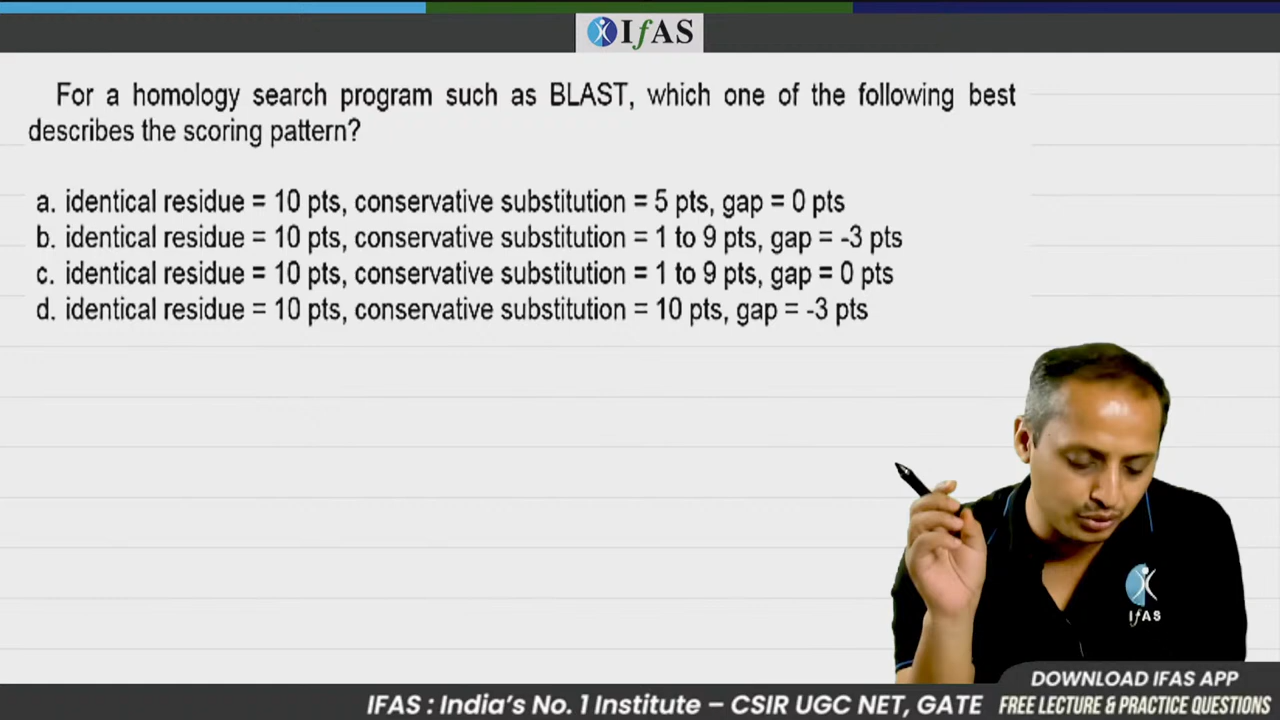 IfAS
For a homology search program such as BLAST, which one of the following best
describes the scoring pattern?
a. identical residue = 10 pts, conservative substitution = 5 pts, gap = 0 pts
b. identical residue = 10 pts, conservative substitution = 1 to 9 pts, gap = -3 pts
c. identical residue = 10 pts, conservative substitution = 1 to 9 pts, gap = 0 pts
d. identical residue = 10 pts, conservative substitution = 10 pts, gap = -3 pts
IfAS
DOWNLOAD IFAS APP
IFAS : India's No. 1 Institute – CSIR UGC NET, GATE
FREE LECTURE & PRACTICE QUESTIONS